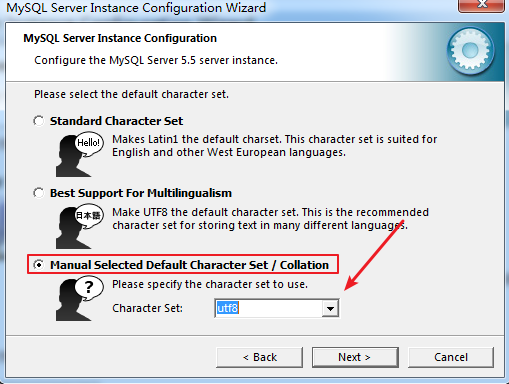 MySQL Server Instance Configuration Wizard
MySQL Server Instance Configuration
Configure the MySQL Server 5.5 server instance.
Please select the default character set.
Standard Character Set
Hello!
Makes Latin1 the default charset. This character set is suited for
English and other West European languages.
Best Support For Multilingualism
日本語
Make UTF8 the default character set. This is the recommended
character set for storing text in many different languages.
Manual Selected Default Character Set / Collation
?
Please specify the character set to use.
Character Set: utf8
< Back Next > Cancel